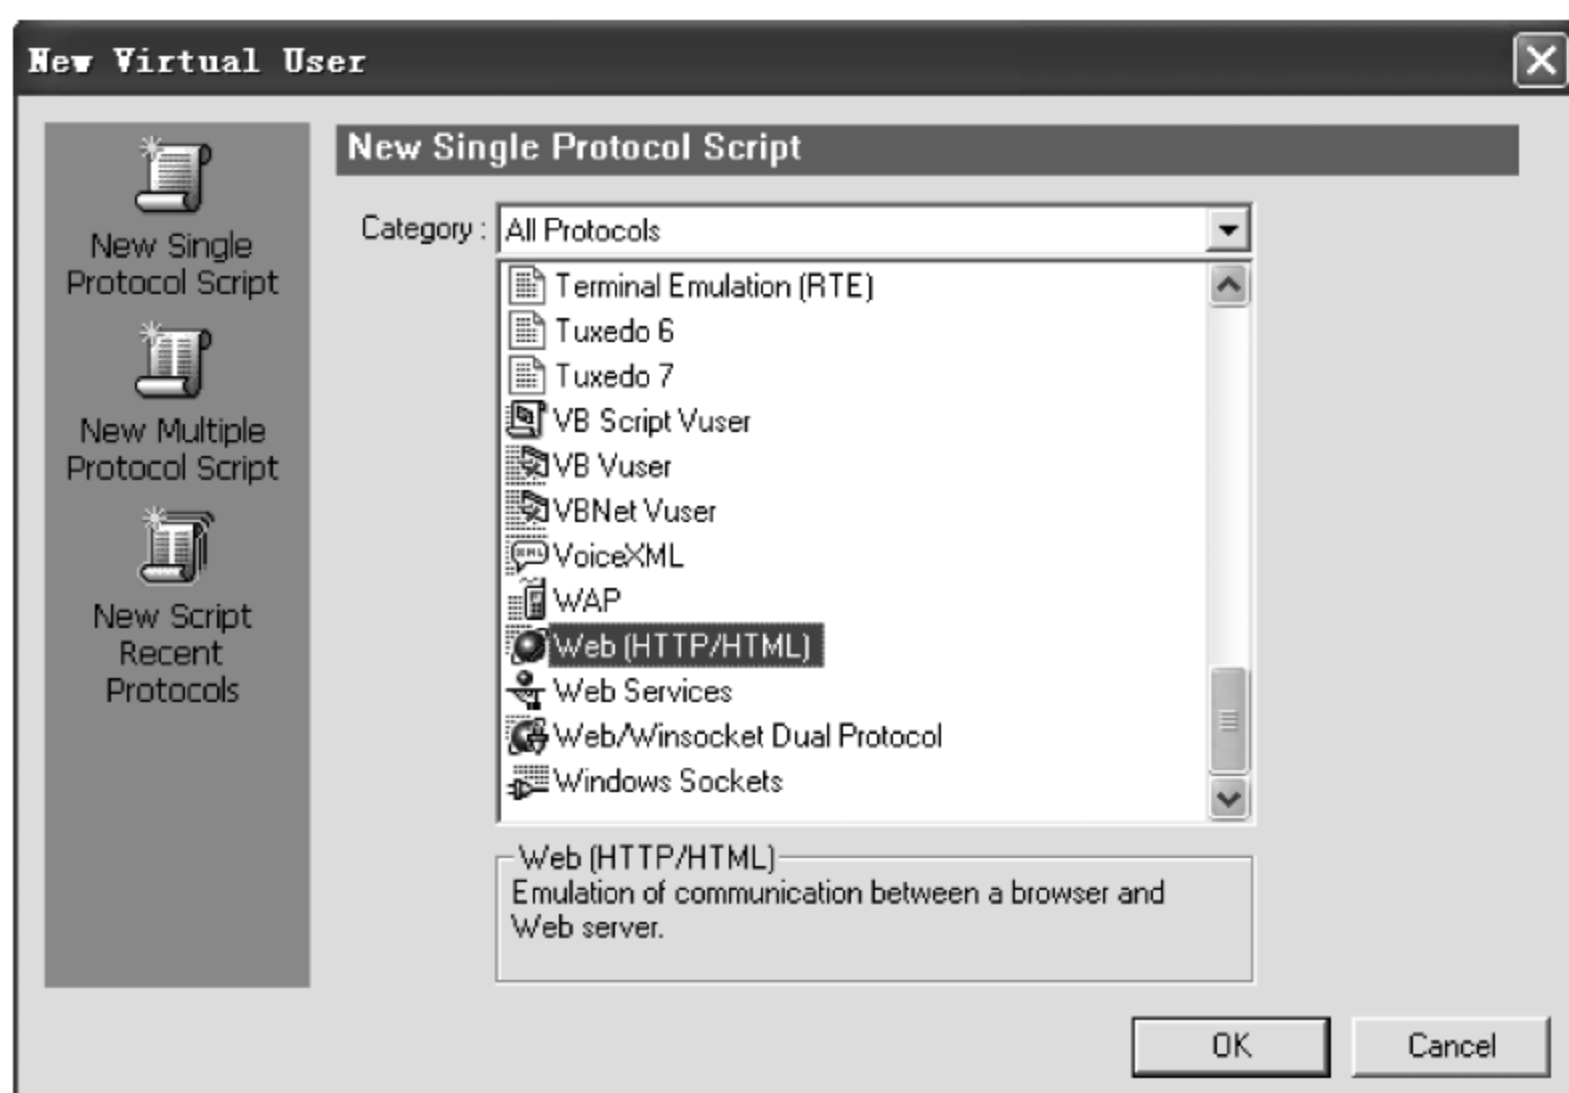 New Virtual User
New Single
Protocol Script
New Multiple
Protocol Script
New Script
Recent
Protocols
New Single Protocol Script
Category : All Protocols
Terminal Emulation (RTE)
Tuxedo 6
Tuxedo 7
VB Script Vuser
VB Vuser
VBNet Vuser
VoiceXML
WAP
Web (HTTP/HTML)
Web Services
Web/Winsocket Dual Protocol
Windows Sockets
Web (HTTP/HTML)
Emulation of communication between a browser and
Web server.
OK Cancel